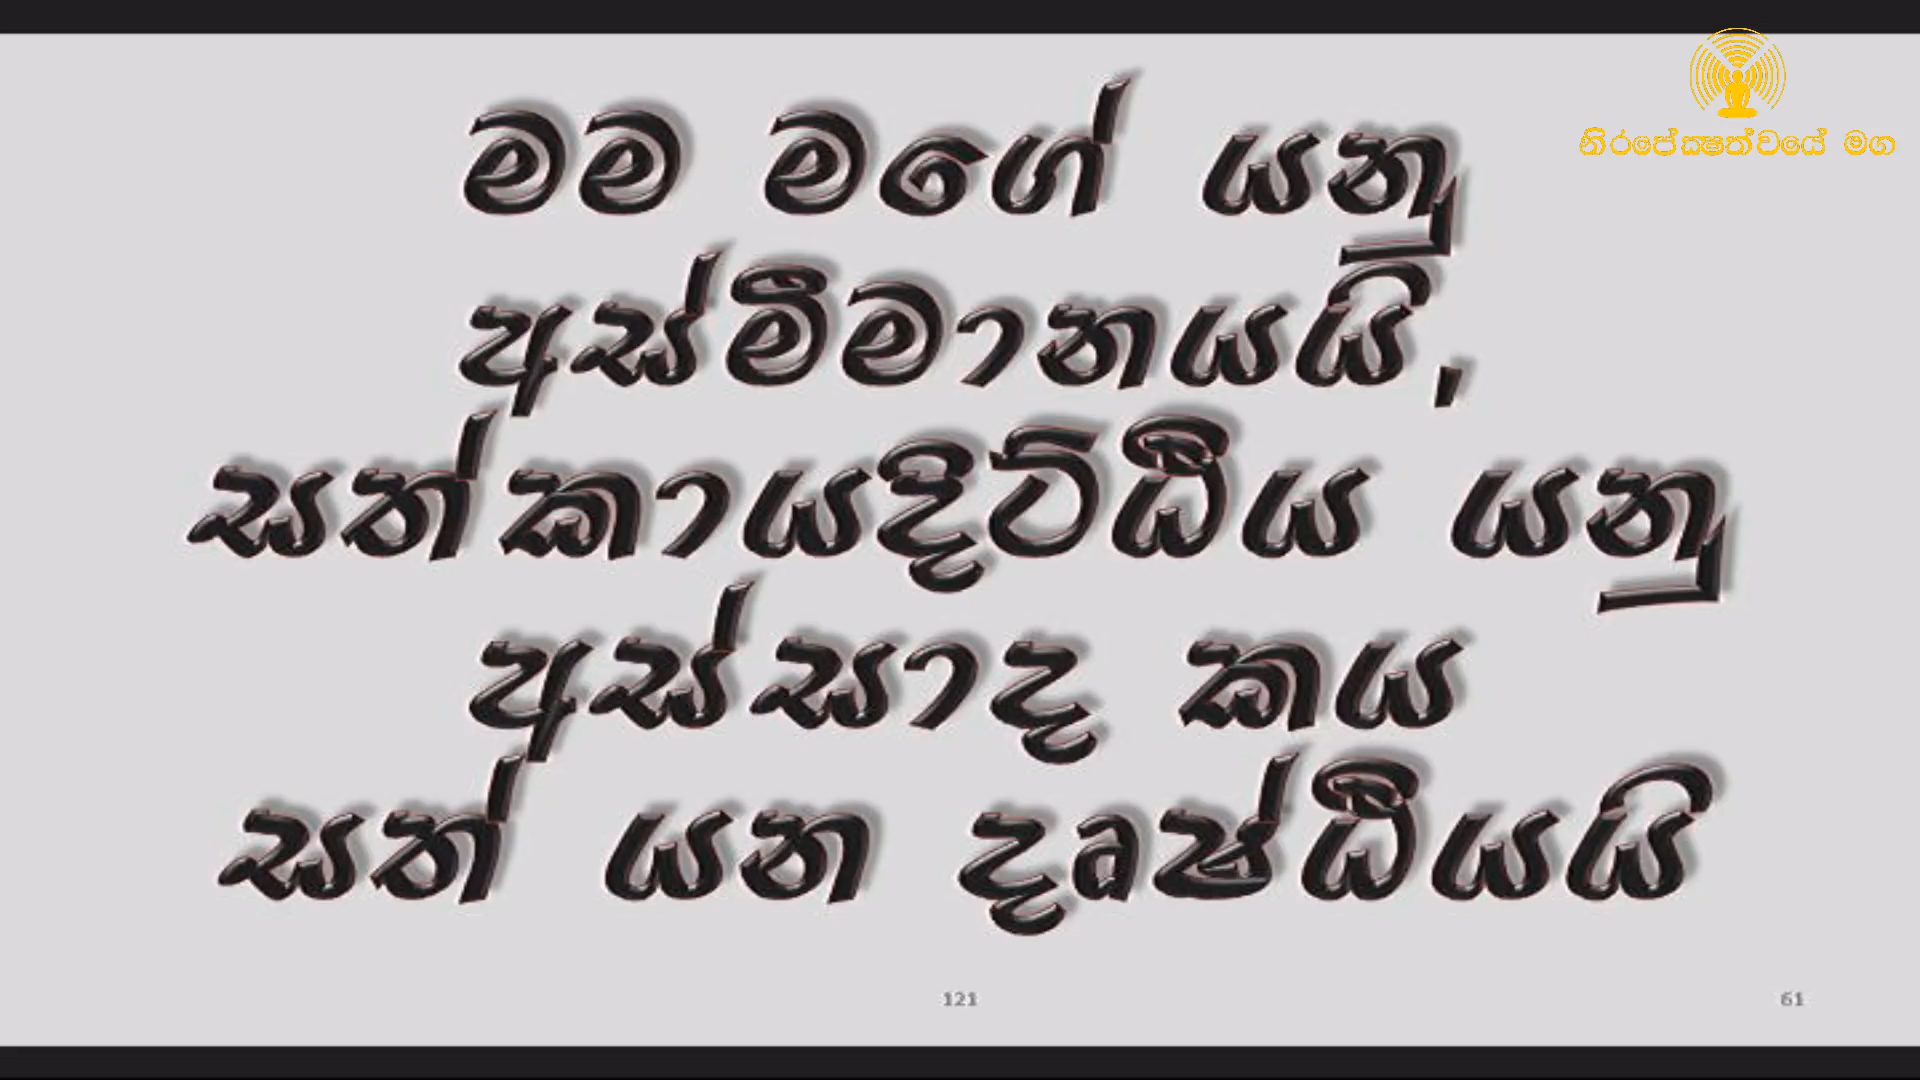 මම මගේ යනු
අස්මිමානයයි,
සත්කායදිට්ඨිය යනු
අස්සාද කය
සත් යන දෘෂ්ඨියයි
නිරපේක්‍ෂත්වයේ මග
121
61